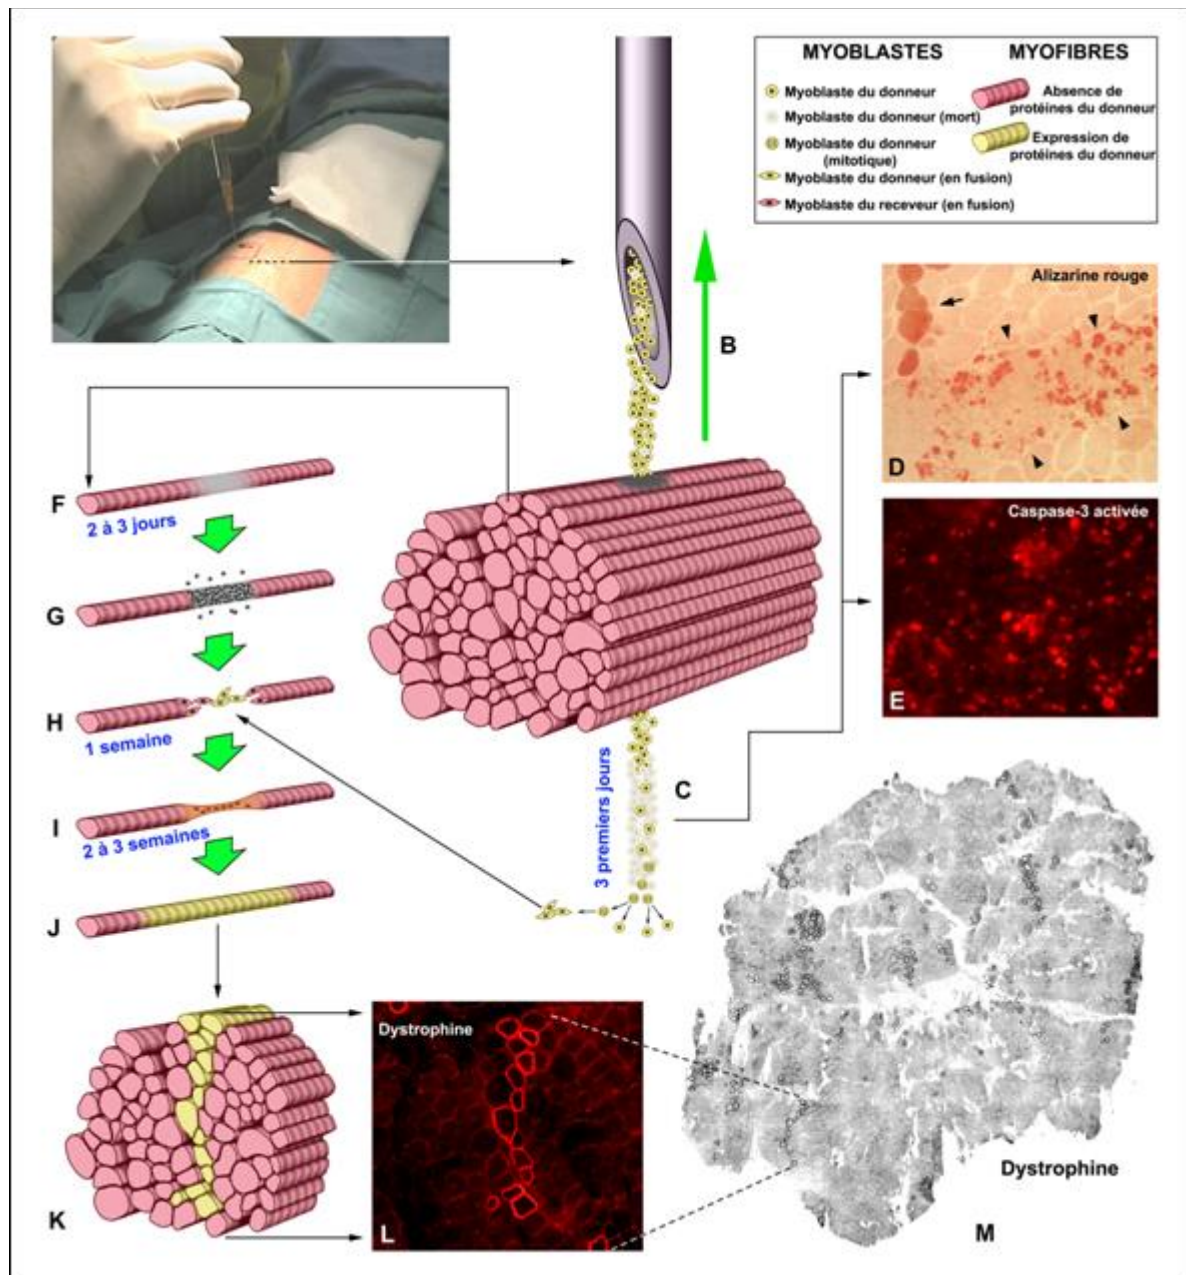 MYOBLASTES
Myoblaste du donneur
Myoblaste du donneur (mort)
Myoblaste du donneur
(mitotique)
Myoblaste du donneur (en fusion)
Myoblaste du receveur (en fusion)
MYOFIBRES
Absence de
protéines du donneur
Expression de
protéines du donneur
B
Alizarine rouge
D
Caspase-3 activée
E
F
2 à 3 jours
G
H
1 semaine
I
2 à 3 semaines
J
3 premiers jours
C
K
Dystrophine
L
Dystrophine
M